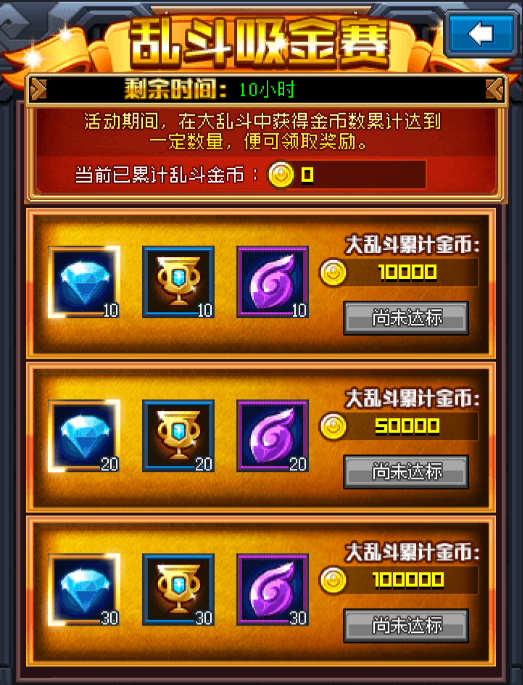 乱斗吸金赛
剩余时间：10小时
活动期间，在大乱斗中获得金币数累计达到
一定数量，便可领取奖励。
当前已累计乱斗金币：0
大乱斗累计金币:
10000
10 10 10
尚未达标
大乱斗累计金币:
50000
20 20 20
尚未达标
大乱斗累计金币:
100000
30 30 30
尚未达标